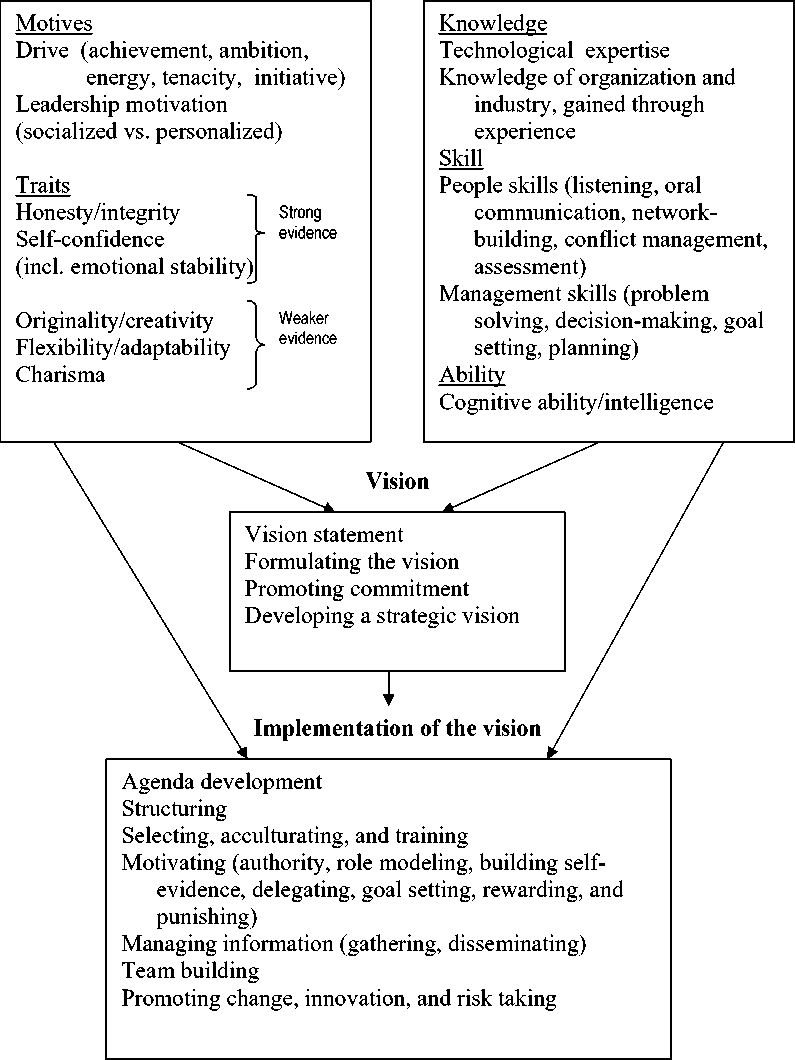 Motives
Drive (achievement, ambition,
energy, tenacity, initiative)
Leadership motivation
(socialized vs. personalized)
Traits
Honesty/integrity
Self-confidence
(incl. emotional stability)
Strong
evidence
Originality/creativity
Flexibility/adaptability
Charisma
Weaker
evidence
Knowledge
Technological expertise
Knowledge of organization and
industry, gained through
experience
Skill
People skills (listening, oral
communication, network-
building, conflict management,
assessment)
Management skills (problem
solving, decision-making, goal
setting, planning)
Ability
Cognitive ability/intelligence
Vision
Vision statement
Formulating the vision
Promoting commitment
Developing a strategic vision
Implementation of the vision
Agenda development
Structuring
Selecting, acculturating, and training
Motivating (authority, role modeling, building self-
evidence, delegating, goal setting, rewarding, and
punishing)
Managing information (gathering, disseminating)
Team building
Promoting change, innovation, and risk taking